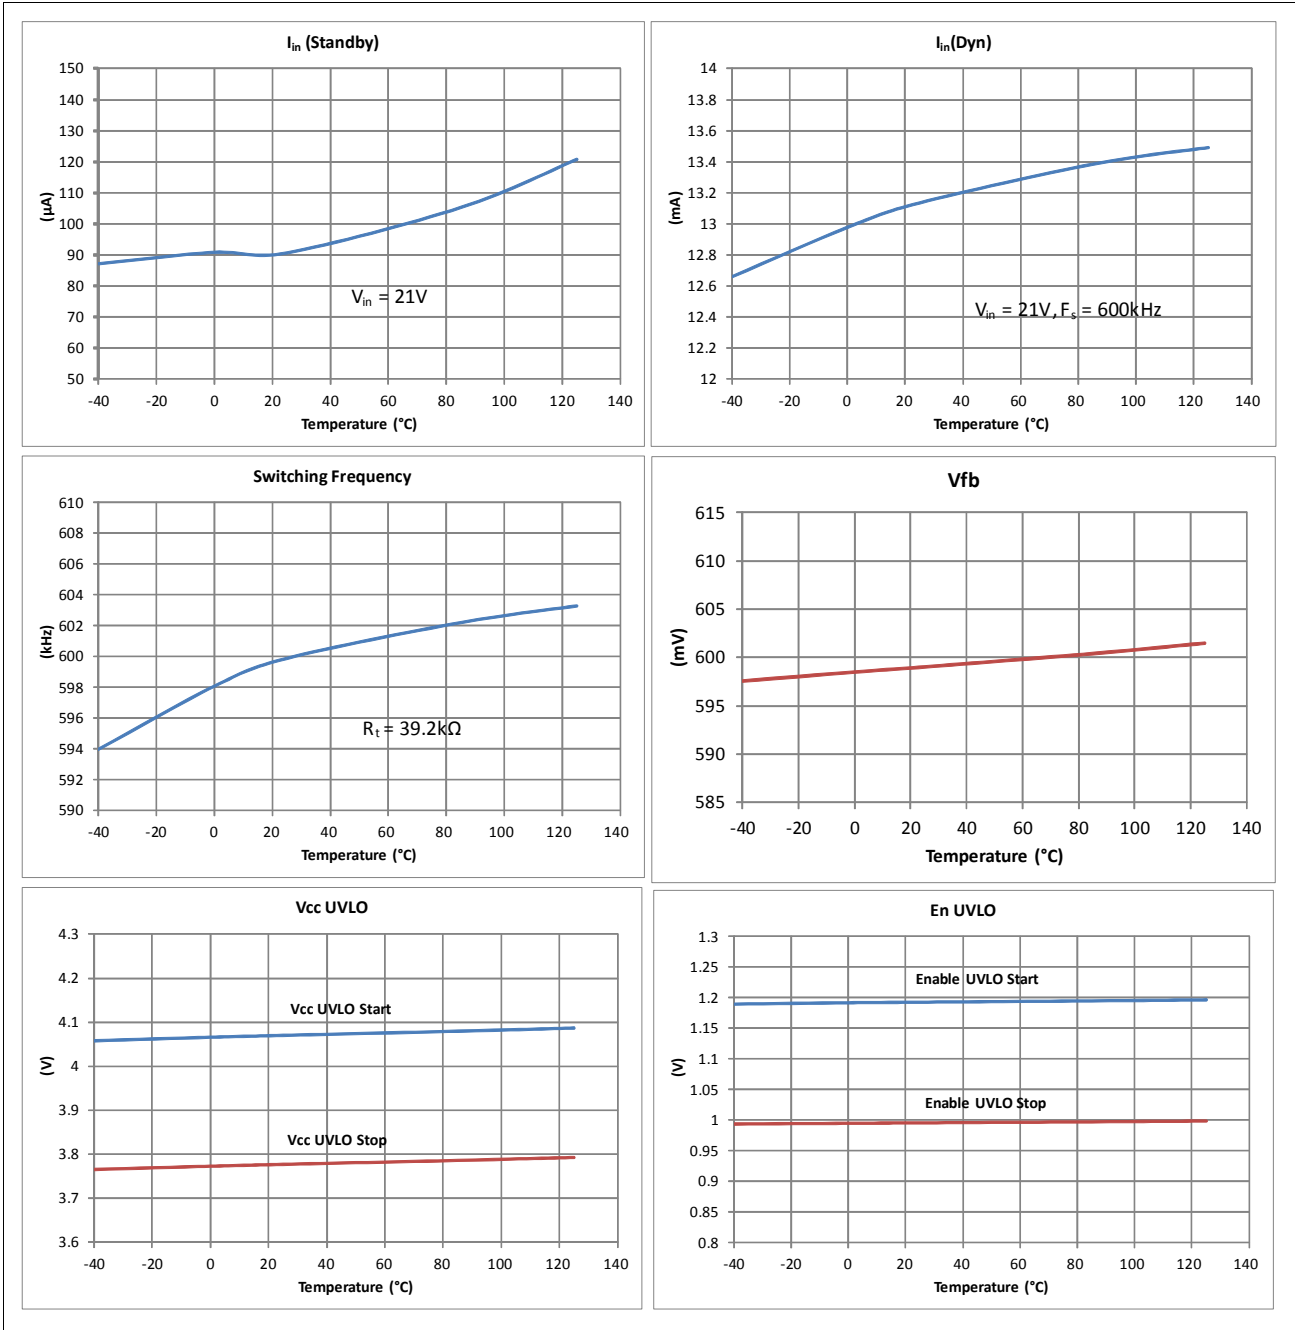 I_in (Standby)
150
140
130
120
110
100
90
80
70
60
50
(µA)
V_in = 21V
-40 -20 0 20 40 60 80 100 120 140
Temperature (°C)
I_in(Dyn)
14
13.8
13.6
13.4
13.2
13
12.8
12.6
12.4
12.2
12
(mA)
V_in = 21V, F_s = 600kHz
-40 -20 0 20 40 60 80 100 120 140
Temperature (°C)
Switching Frequency
610
608
606
604
602
600
598
596
594
592
590
(kHz)
R_t = 39.2kΩ
-40 -20 0 20 40 60 80 100 120 140
Temperature (°C)
Vfb
615
610
605
600
595
590
585
(mV)
-40 -20 0 20 40 60 80 100 120 140
Temperature (°C)
Vcc UVLO
4.3
4.2
4.1
4
3.9
3.8
3.7
3.6
(V)
Vcc UVLO Start
Vcc UVLO Stop
-40 -20 0 20 40 60 80 100 120 140
Temperature (°C)
En UVLO
1.3
1.25
1.2
1.15
1.1
1.05
1
0.95
0.9
0.85
0.8
(V)
Enable UVLO Start
Enable UVLO Stop
-40 -20 0 20 40 60 80 100 120 140
Temperature (°C)